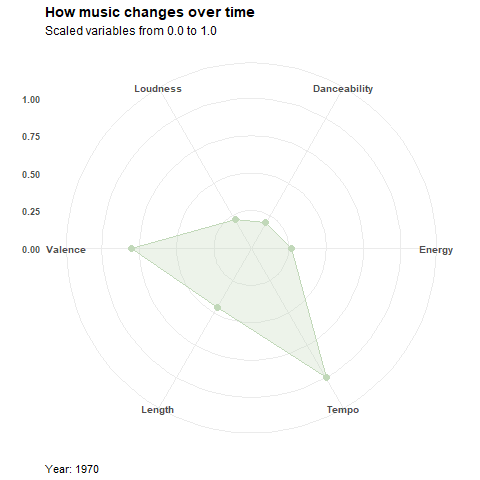 How music changes over time
Scaled variables from 0.0 to 1.0
Loudness
Danceability
1.00
0.75
0.50
0.25
0.00
Valence
Energy
Length
Tempo
Year: 1970